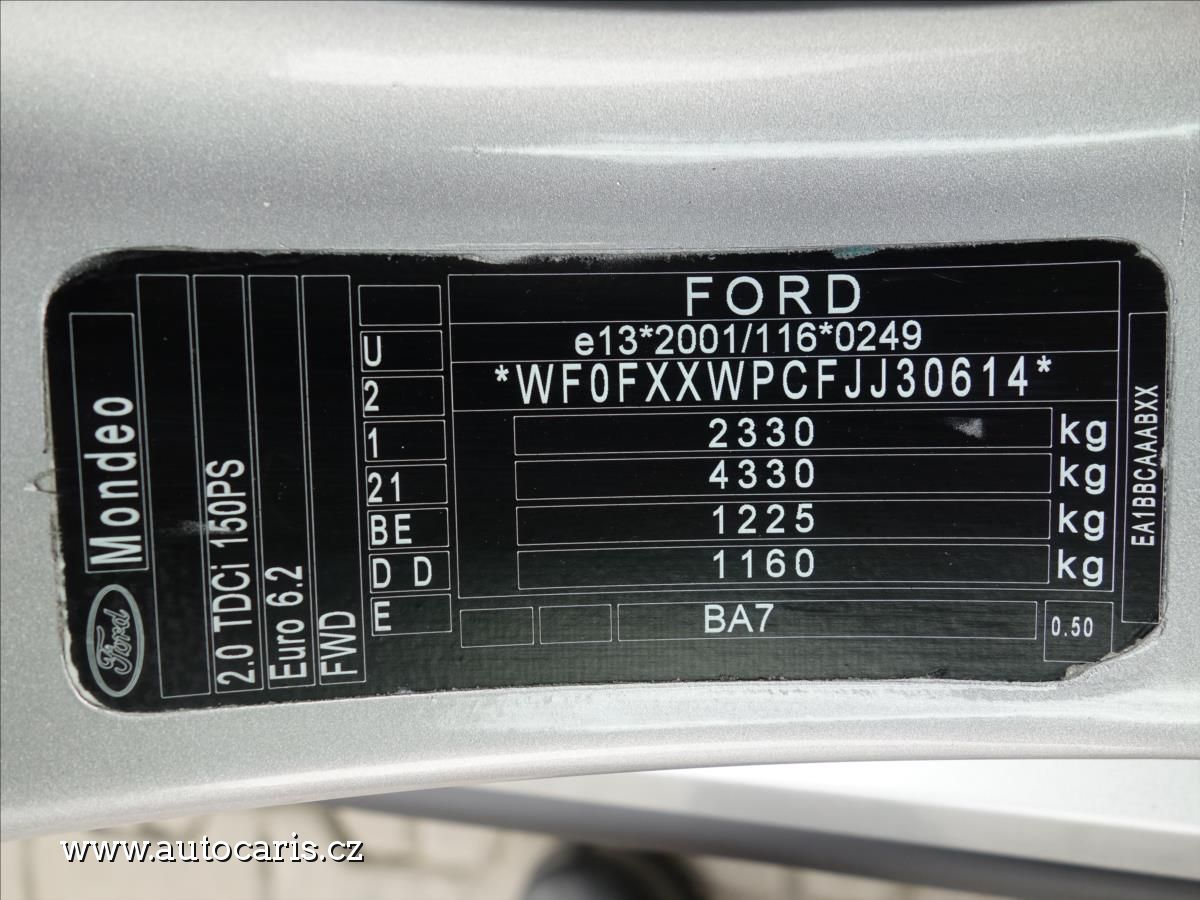 FORD
e13*2001/116*0249
*WF0FXXWPCFJJ30614*
2330 kg
4330 kg
1225 kg
1160 kg
BA7
0.50
U
2
1
21
BE
D D
E
Mondeo
Ford
2.0 TDCi 150PS
Euro 6.2
FWD
EA1BBCAAABXX
www.autocaris.cz